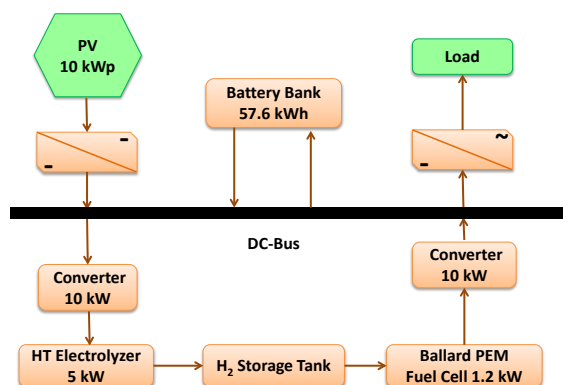 PV
10 kWp
Load
Battery Bank
57.6 kWh
-
-
~
-
DC-Bus
Converter
10 kW
Converter
10 kW
HT Electrolyzer
5 kW
H₂ Storage Tank
Ballard PEM
Fuel Cell 1.2 kW